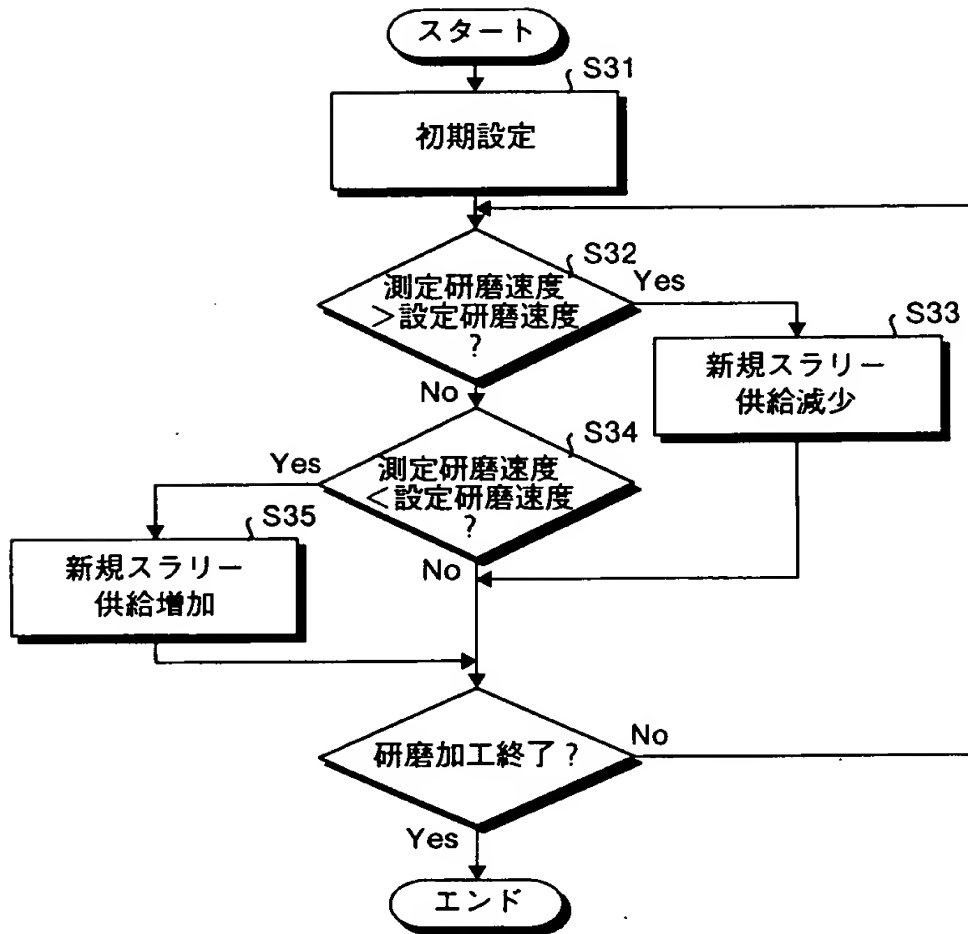 スタート
S31
初期設定
S32
測定研磨速度
＞設定研磨速度
?
Yes
S33
新規スラリー
供給減少
No
S34
測定研磨速度
＜設定研磨速度
?
Yes
S35
新規スラリー
供給増加
No
研磨加工終了?
No
Yes
エンド